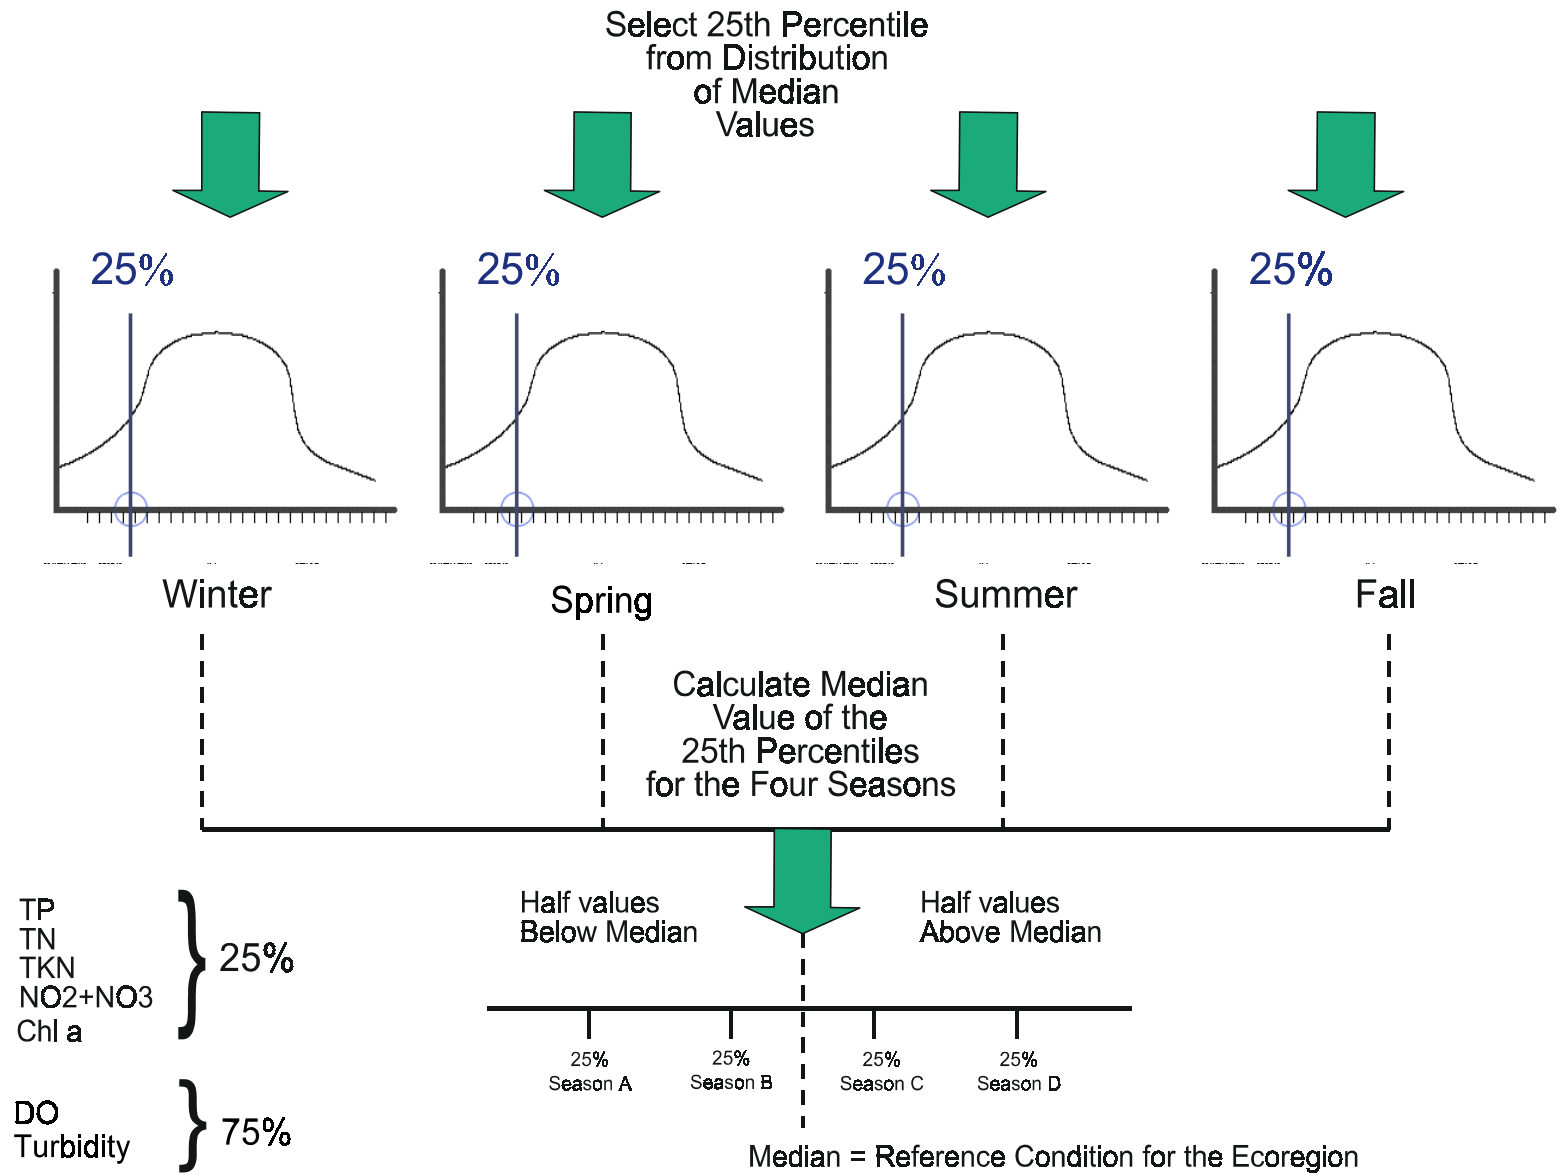 Select 25th Percentile
from Distribution
of Median
Values
25%
25%
25%
25%
Winter
Spring
Summer
Fall
Calculate Median
Value of the
25th Percentiles
for the Four Seasons
Half values
Below Median
Half values
Above Median
TP
TN
TKN
NO2+NO3
Chl a
25%
25%
Season A
25%
Season B
25%
Season C
25%
Season D
DO
Turbidity
75%
Median = Reference Condition for the Ecoregion